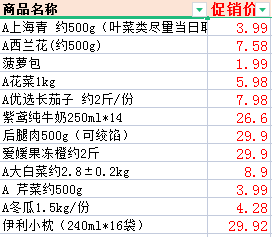 商品名称 促销价
A上海青 约500g（叶菜类尽量当日取 3.99
A西兰花(约500g) 7.58
菠萝包 1.99
A花菜1kg 5.98
A优选长茄子 约2斤/份 7.98
紫鸢纯牛奶250ml*14 26.6
后腿肉500g（可绞馅） 29.9
爱媛果冻橙约2斤 29.9
A大白菜约2.8±0.2kg 8.9
A 芹菜约500g 3.99
A冬瓜1.5kg/份 4.28
伊利小枕（240ml*16袋） 29.92